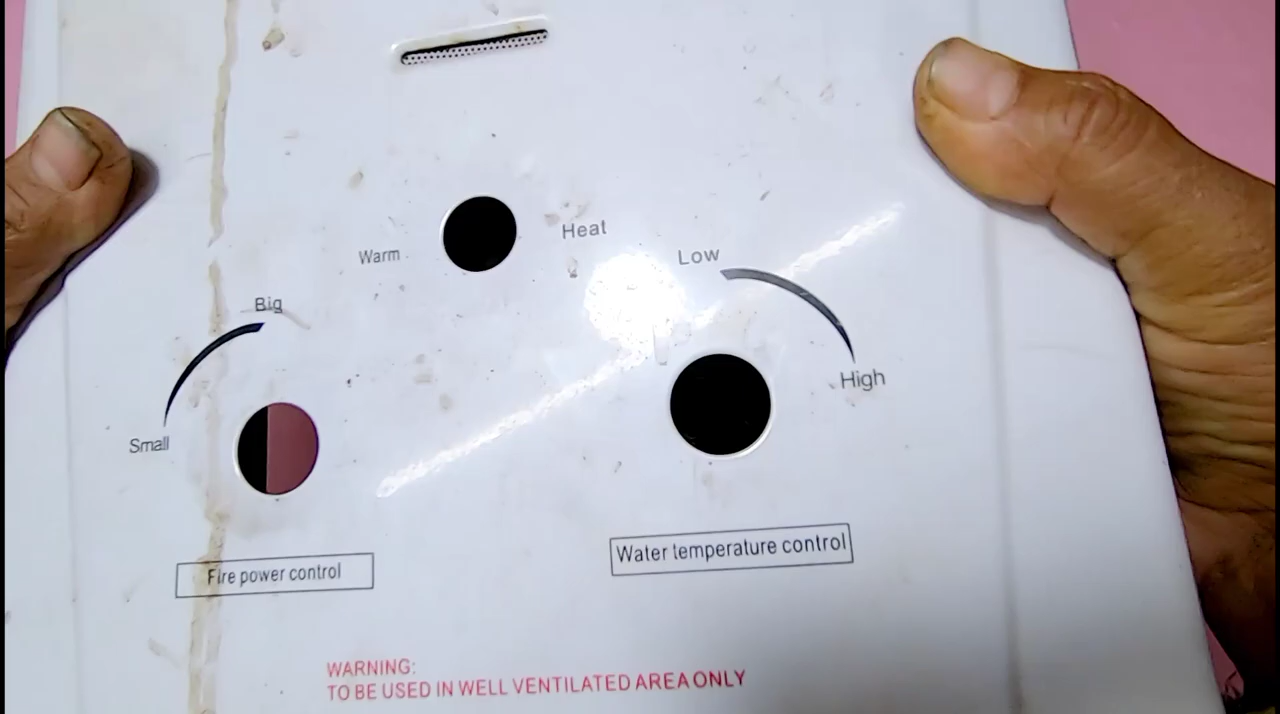 Warm
Heat
Low
Big
High
Small
Water temperature control
Fire power control
WARNING:
TO BE USED IN WELL VENTILATED AREA ONLY